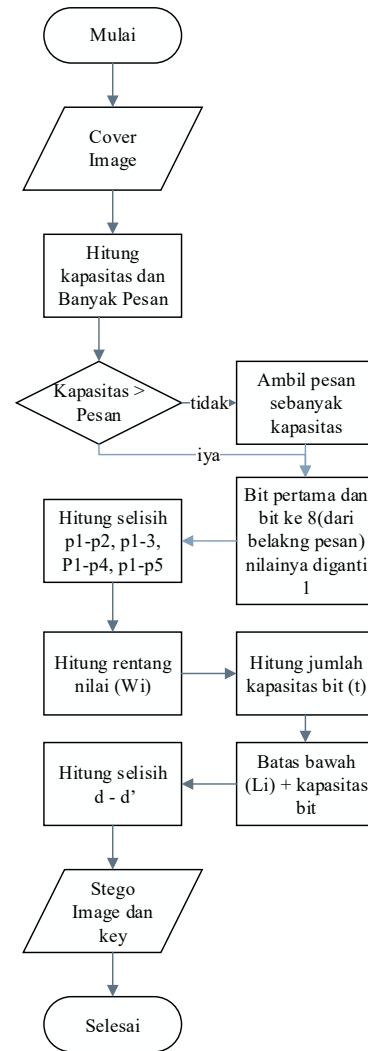 Mulai
Cover
Image
Hitung
kapasitas dan
Banyak Pesan
Kapasitas >
Pesan
tidak
Ambil pesan
sebanyak
kapasitas
iya
Bit pertama dan
bit ke 8(dari
belakng pesan)
nilainya diganti
1
Hitung selisih
p1-p2, p1-3,
P1-p4, p1-p5
Hitung rentang
nilai (Wi)
Hitung jumlah
kapasitas bit (t)
Batas bawah
(Li) + kapasitas
bit
Hitung selisih
d - d’
Stego
Image dan
key
Selesai